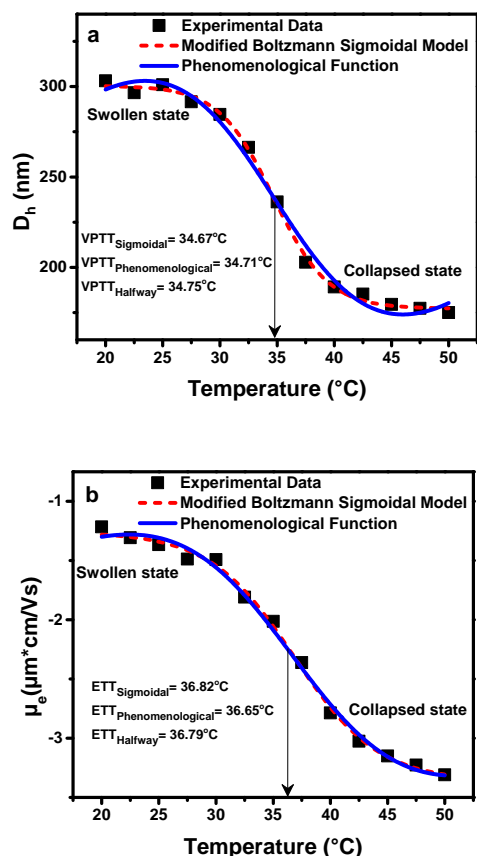 a
Experimental Data
Modified Boltzmann Sigmoidal Model
Phenomenological Function
300
Swollen state
250
D_h (nm)
VPTT_Sigmoidal= 34.67°C
VPTT_Phenomenological= 34.71°C
Collapsed state
VPTT_Halfway= 34.75°C
200
20 25 30 35 40 45 50
Temperature (°C)
-1
b
Experimental Data
Modified Boltzmann Sigmoidal Model
Phenomenological Function
Swollen state
-2
μ_e(μm*cm/Vs)
ETT_Sigmoidal= 36.82°C
ETT_Phenomenological= 36.65°C
Collapsed state
ETT_Halfway= 36.79°C
-3
20 25 30 35 40 45 50
Temperature (°C)